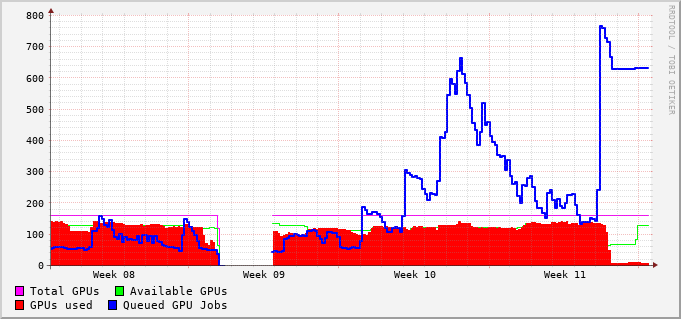 800
700
600
500
400
300
200
100
0
Week 08 Week 09 Week 10 Week 11
Total GPUs Available GPUs
GPUs used Queued GPU Jobs
RRDTOOL / TOBI OETIKER